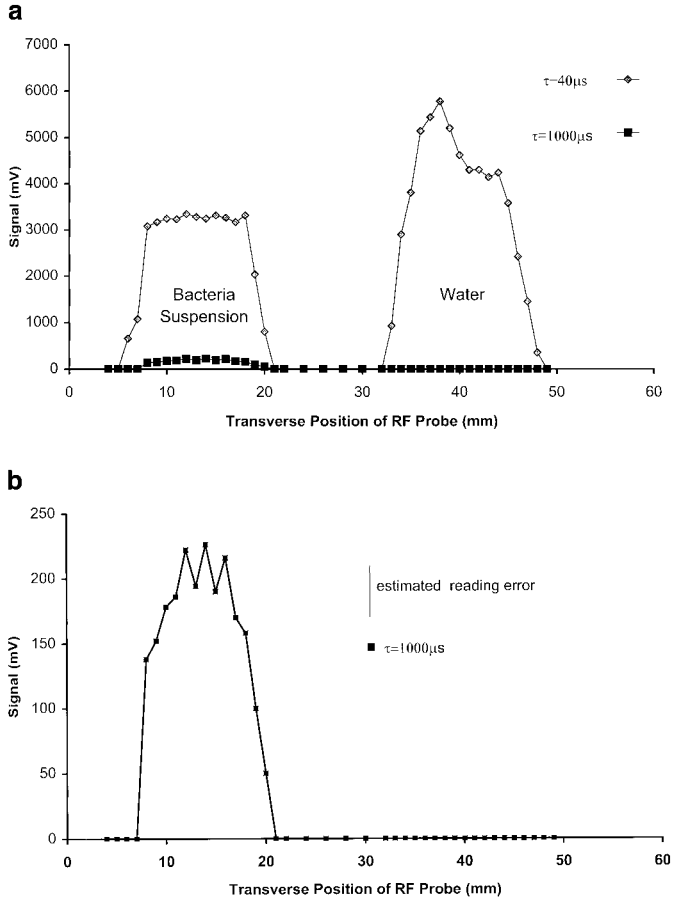 a
7000
6000
5000
4000
3000
2000
1000
0
Signal (mV)
τ=40μs
τ=1000μs
Bacteria
Suspension
Water
0 10 20 30 40 50 60
Transverse Position of RF Probe (mm)
b
250
200
150
100
50
0
Signal (mV)
estimated reading error
τ=1000μs
0 10 20 30 40 50 60
Transverse Position of RF Probe (mm)